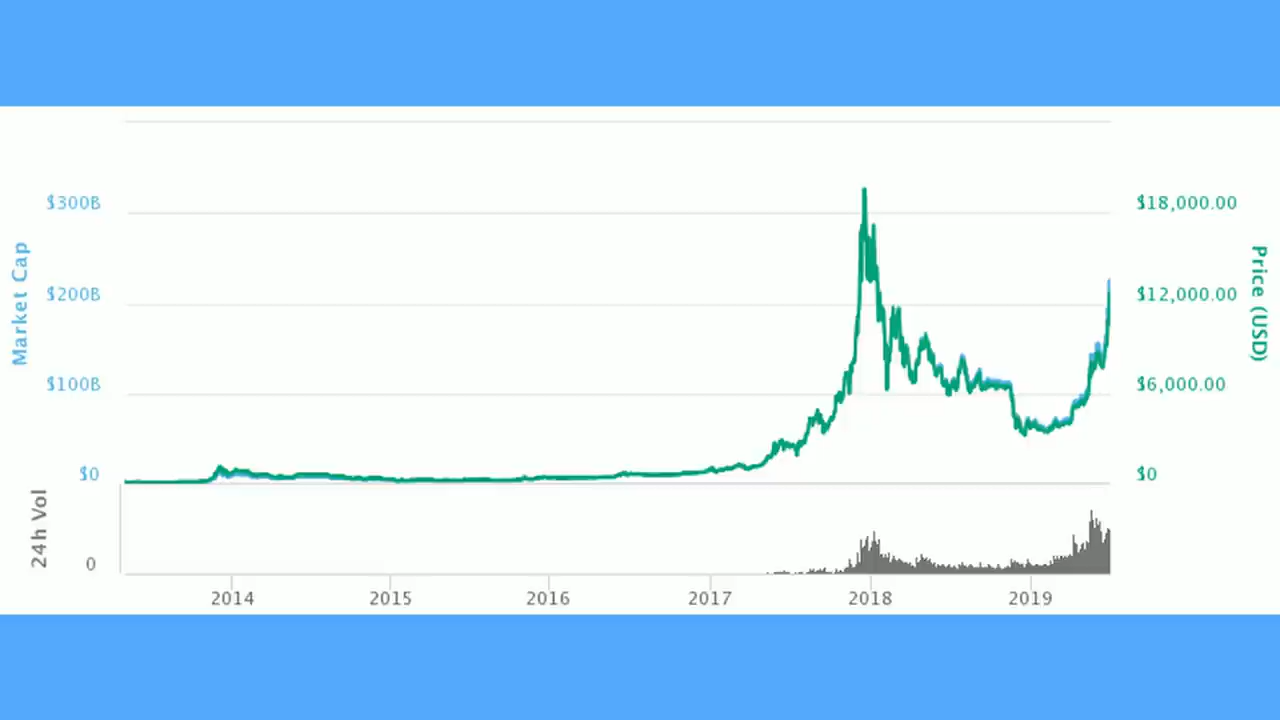 $300B
$200B
$100B
$0
Market Cap
$18,000.00
$12,000.00
$6,000.00
$0
Price (USD)
24h Vol
0
2014 2015 2016 2017 2018 2019